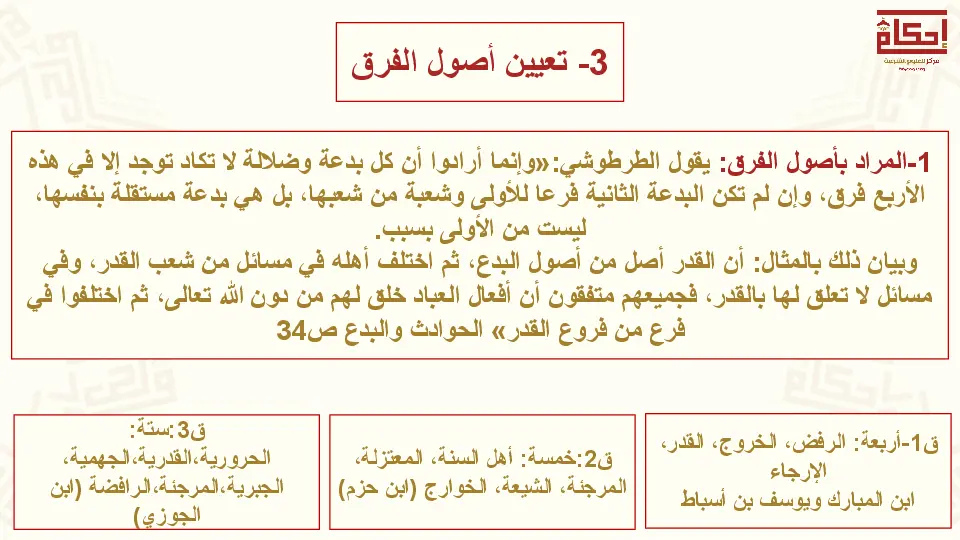 إحكام
مركز للعلوم الشرعية
3- تعيين أصول الفرق
1-المراد بأصول الفرق: يقول الطرطوشي:«وإنما أرادوا أن كل بدعة وضلالة لا تكاد توجد إلا في هذه
الأربع فرق، وإن لم تكن البدعة الثانية فرعا للأولى وشعبة من شعبها، بل هي بدعة مستقلة بنفسها،
ليست من الأولى بسبب.
وبيان ذلك بالمثال: أن القدر أصل من أصول البدع، ثم اختلف أهله في مسائل من شعب القدر، وفي
مسائل لا تعلق لها بالقدر، فجميعهم متفقون أن أفعال العباد خلق لهم من دون الله تعالى، ثم اختلفوا في
فرع من فروع القدر» الحوادث والبدع ص34
ق1-أربعة: الرفض، الخروج، القدر،
الإرجاء
ابن المبارك ويوسف بن أسباط
ق2:خمسة: أهل السنة، المعتزلة،
المرجئة، الشيعة، الخوارج (ابن حزم)
ق3:ستة:
الحرورية،القدرية،الجهمية،
الجبرية،المرجئة،الرافضة (ابن
الجوزي)